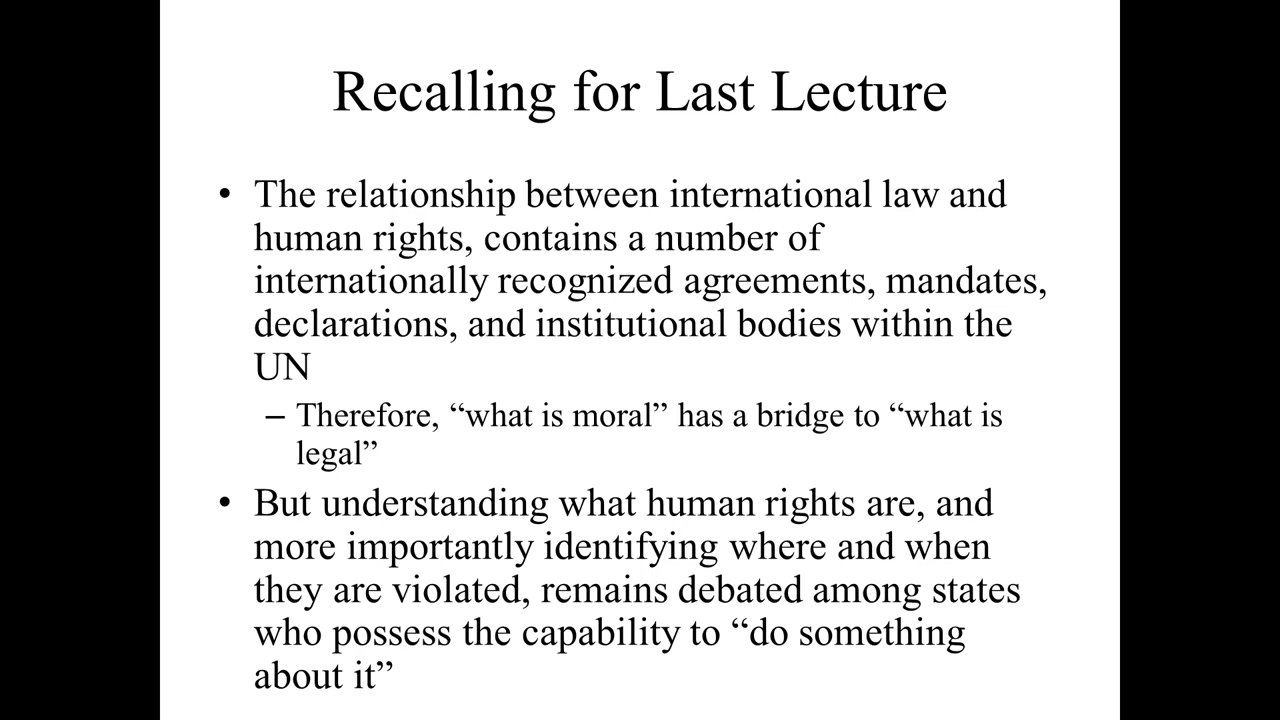 Recalling for Last Lecture
• The relationship between international law and
human rights, contains a number of
internationally recognized agreements, mandates,
declarations, and institutional bodies within the
UN
– Therefore, “what is moral” has a bridge to “what is
legal”
• But understanding what human rights are, and
more importantly identifying where and when
they are violated, remains debated among states
who possess the capability to “do something
about it”